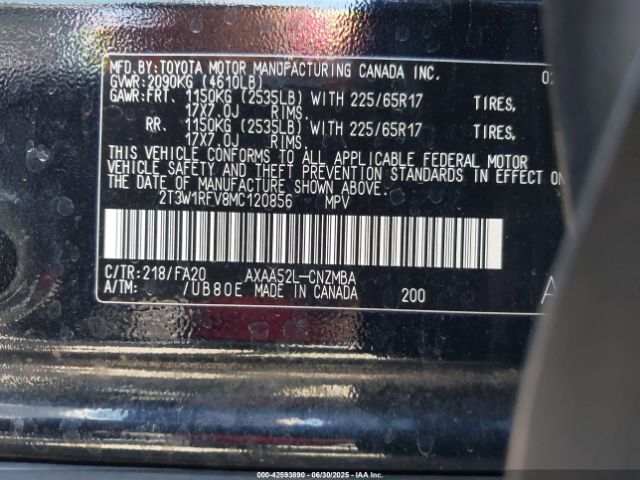 MFD.BY:TOYOTA MOTOR MANUFACTURING CANADA INC.
GVWR:2090KG (4610LB)
GAWR:FRT. 1150KG (2535LB) WITH 225/65R17 TIRES,
17X7.0J RIMS.
RR. 1150KG (2535LB) WITH 225/65R17 TIRES,
17X7.0J RIMS.
THIS VEHICLE CONFORMS TO ALL APPLICABLE FEDERAL MOTOR
VEHICLE SAFETY AND THEFT PREVENTION STANDARDS IN EFFECT ON
THE DATE OF MANUFACTURE SHOWN ABOVE.
2T3W1RFV8MC120856 MPV
C/TR:218/FA20 AXAA52L-CNZMBA
A/TM: /UB80E MADE IN CANADA 200
000-42593890 - 06/30/2025 - IAA Inc.